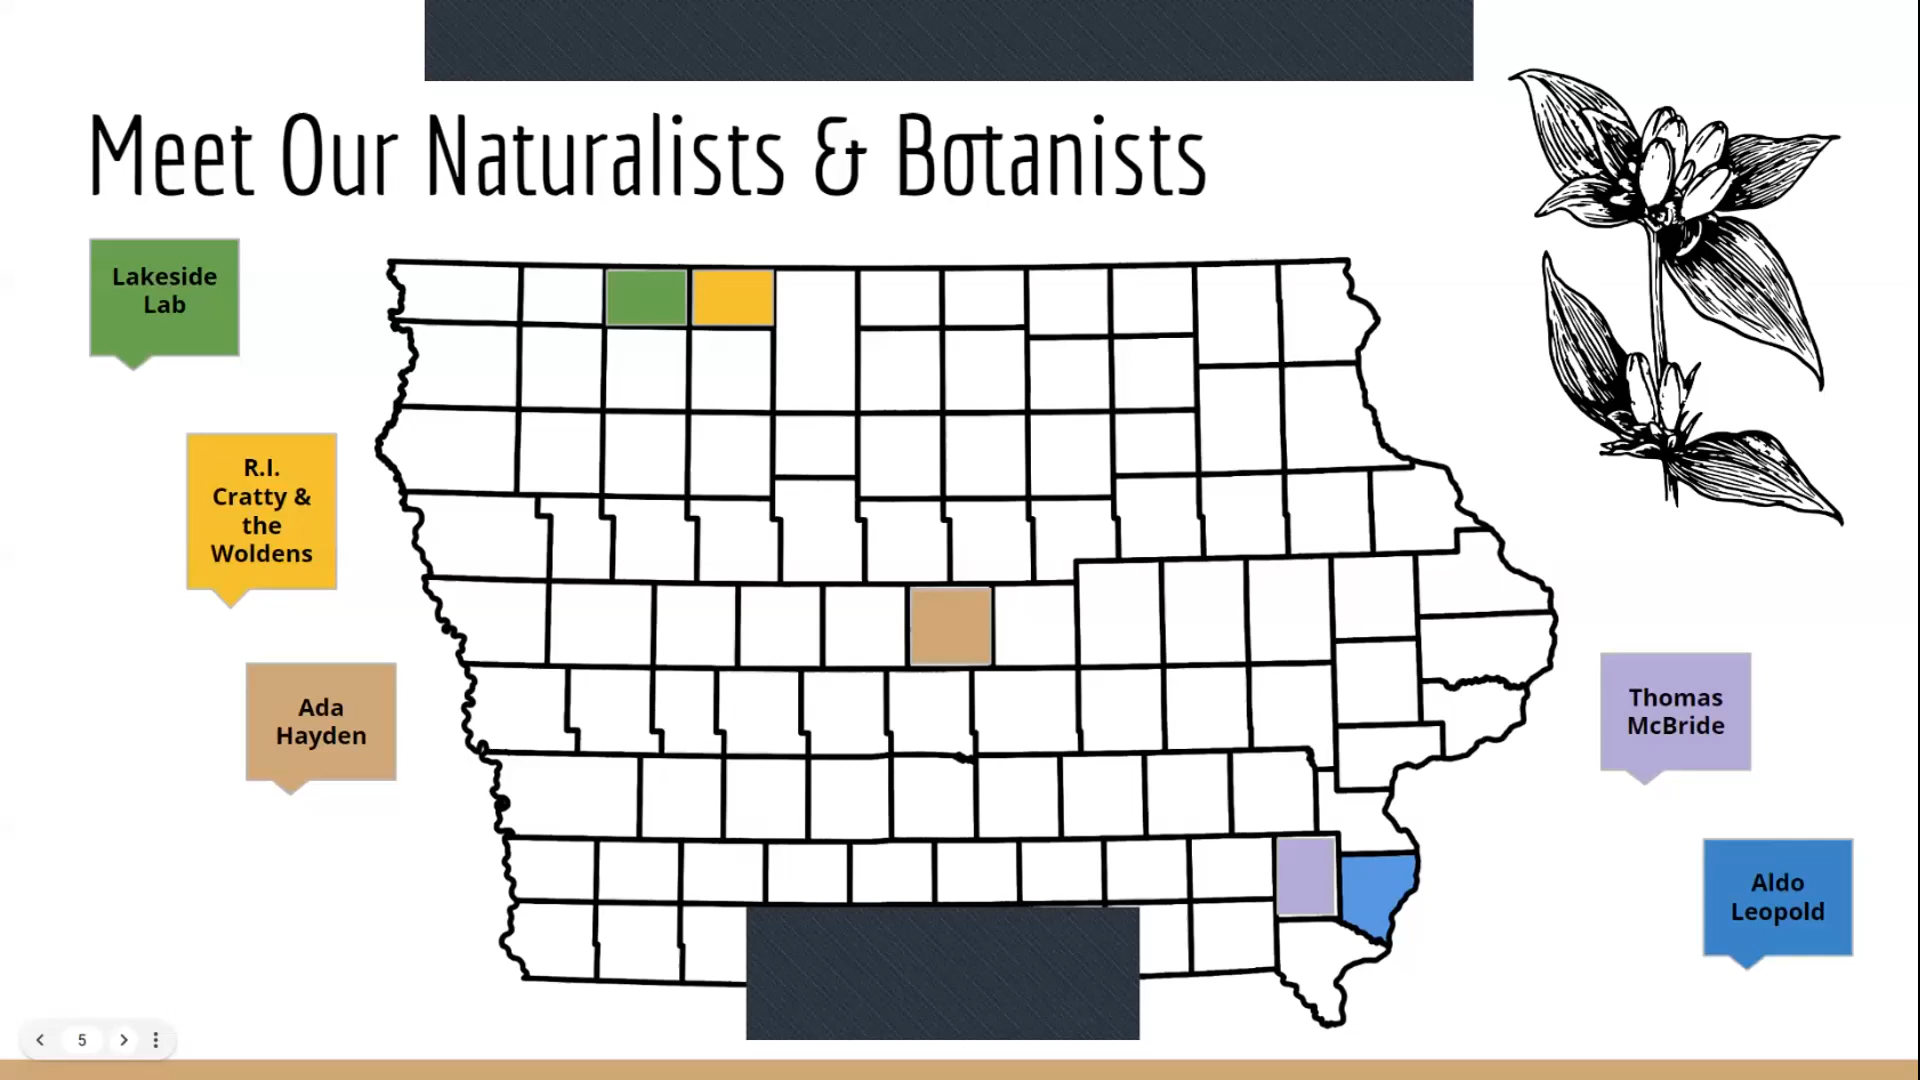 Meet Our Naturalists & Botanists
Lakeside
Lab
R.I.
Cratty &
the
Woldens
Ada
Hayden
Thomas
McBride
Aldo
Leopold
5